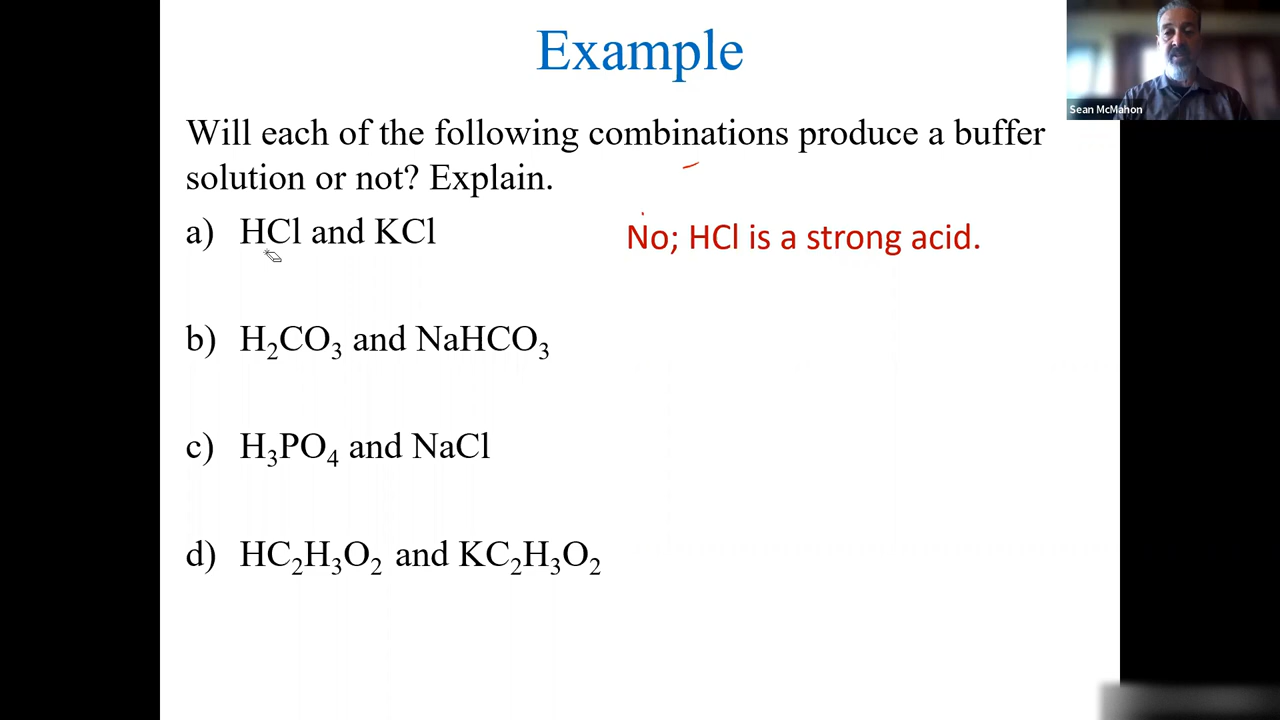 Example
Sean McMahon
Will each of the following combinations produce a buffer
solution or not? Explain.
a) HCl and KCl
No; HCl is a strong acid.
b) H₂CO₃ and NaHCO₃
c) H₃PO₄ and NaCl
d) HC₂H₃O₂ and KC₂H₃O₂